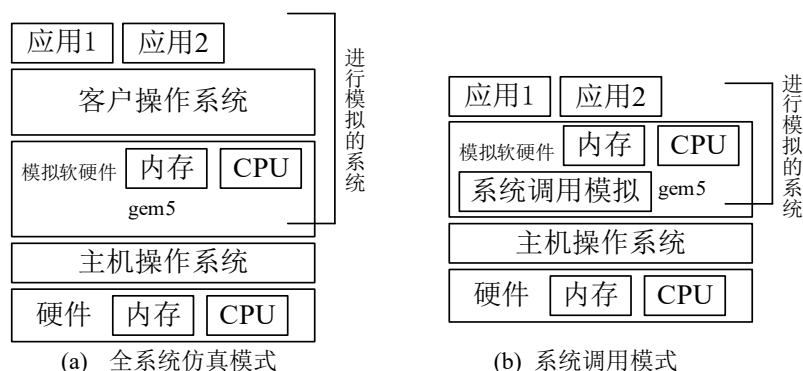 应用1 应用2
客户操作系统
模拟软硬件 内存 CPU
gem5
主机操作系统
硬件 内存 CPU
进行模拟的系统
(a) 全系统仿真模式
应用1 应用2
模拟软硬件 内存 CPU
系统调用模拟 gem5
主机操作系统
硬件 内存 CPU
进行模拟的系统
(b) 系统调用模式